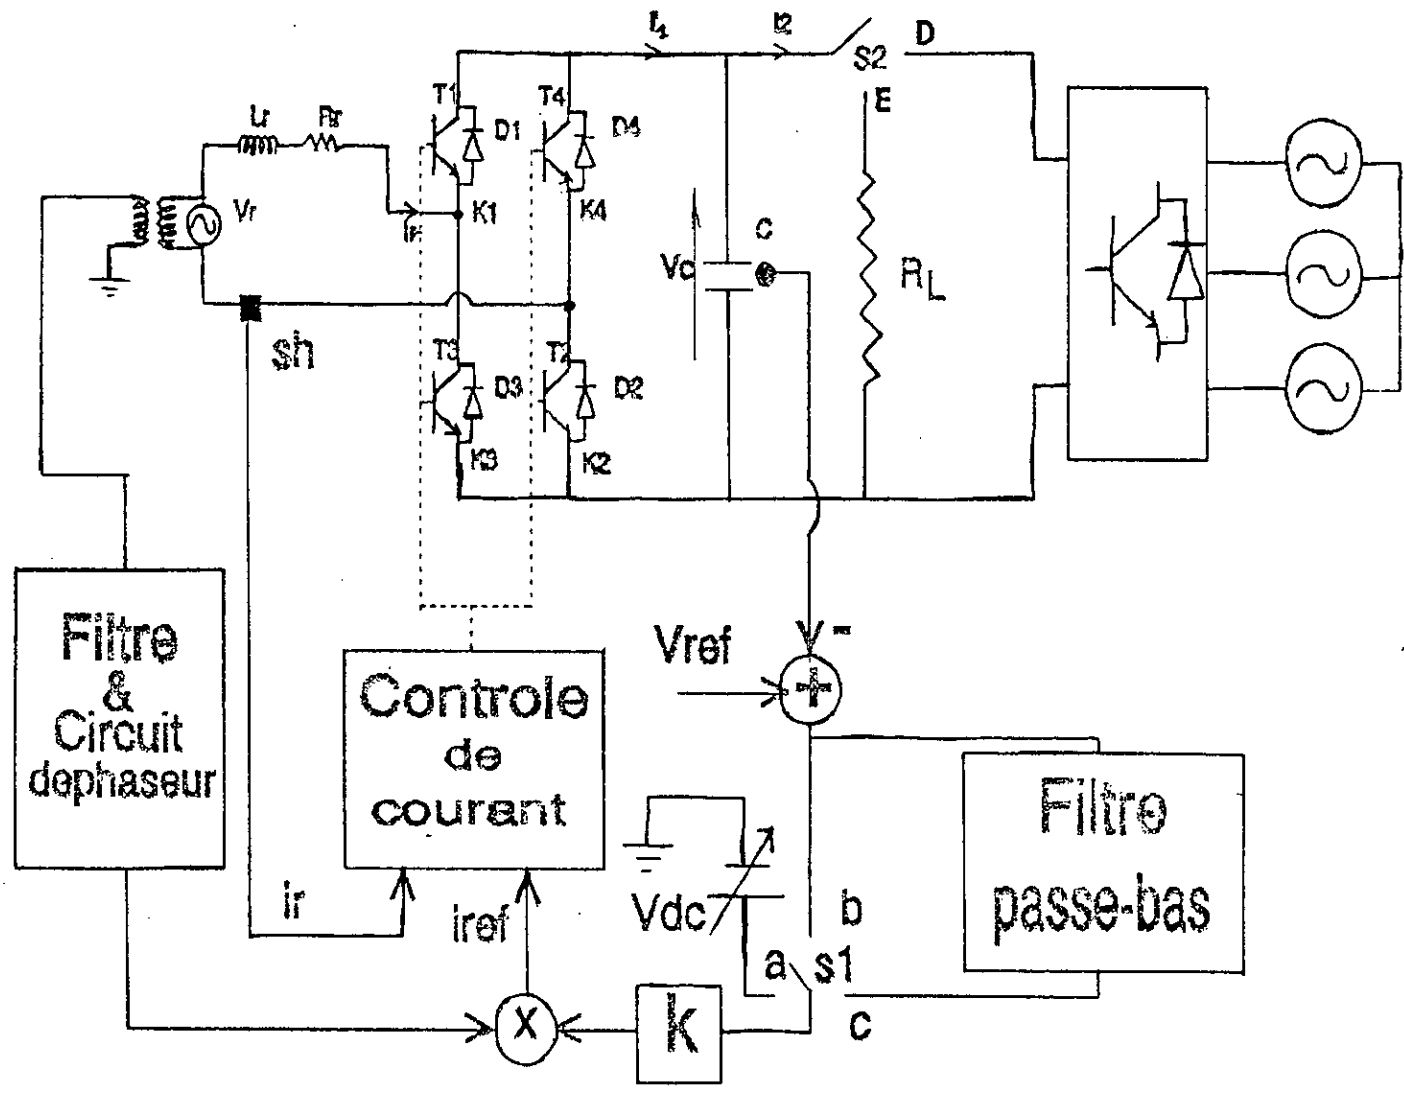 I1
I2
D
S2
E
T1
T4
Lr
Rr
D1
D4
Vr
ir
K1
K4
C
Vc
RL
sh
T3
T2
D3
D2
K3
K2
Filtre
&
Circuit
dephaseur
Controle
de
courant
Vref
-
+
Filtre
passe-bas
Vdc
b
a
s1
c
ir
iref
X
k